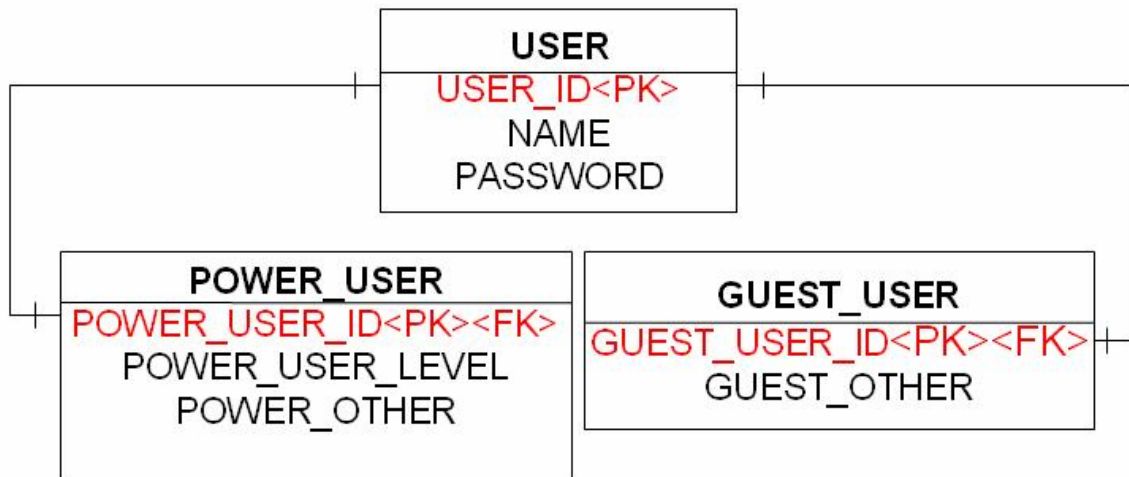 USER
USER_ID<PK>
NAME
PASSWORD
POWER_USER
POWER_USER_ID<PK><FK>
POWER_USER_LEVEL
POWER_OTHER
GUEST_USER
GUEST_USER_ID<PK><FK>
GUEST_OTHER